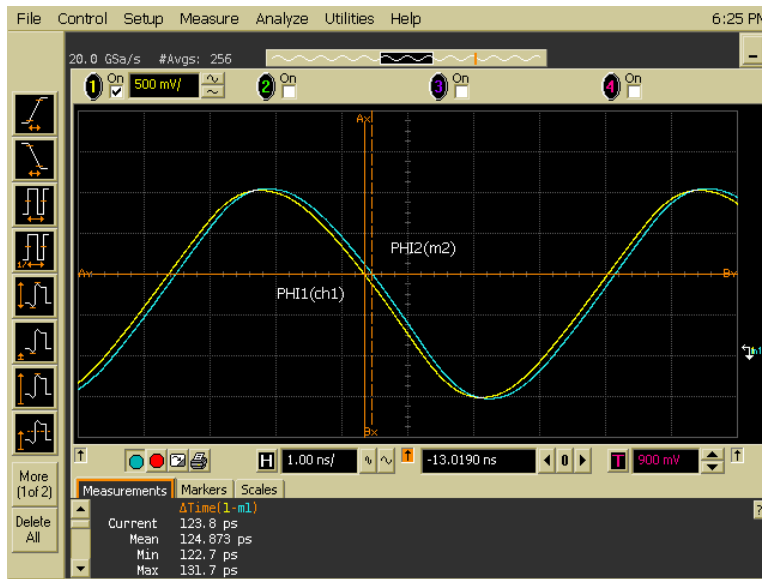 File Control Setup Measure Analyze Utilities Help 6:25 PM
20.0 GSa/s #Avgs: 256
1 On 500 mV/ 2 On 3 On 4 On
Ax
PHI2(m2)
Ay By
PHI1(ch1)
Bx
H 1.00 ns/ -13.0190 ns 0 T 900 mV
More
(1 of 2)
Delete
All
Measurements Markers Scales
ΔTime(1-m1)
Current 123.8 ps
Mean 124.873 ps
Min 122.7 ps
Max 131.7 ps
?